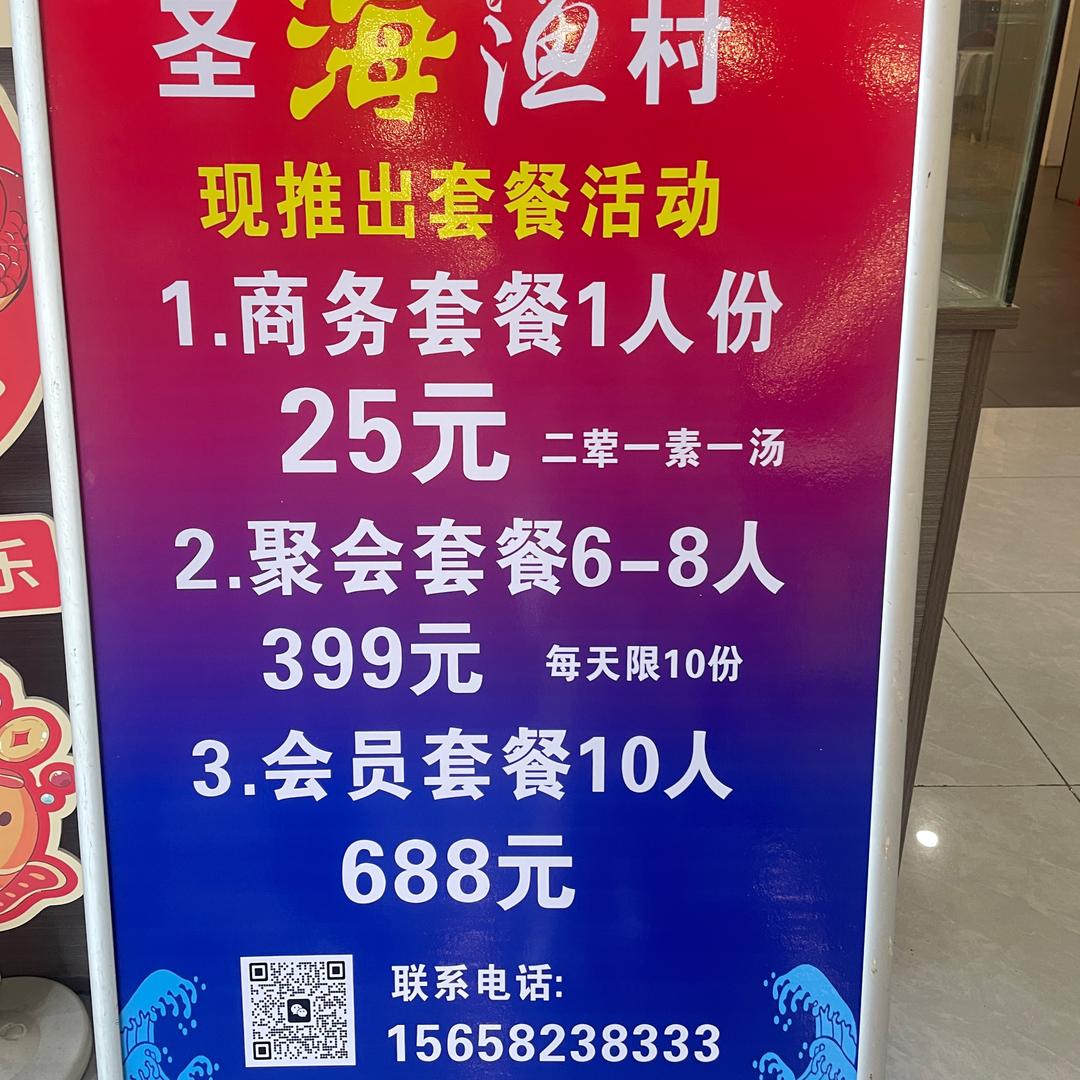 圣海渔村
现推出套餐活动
1.商务套餐1人份
25元 二荤一素一汤
2.聚会套餐6-8人
399元 每天限10份
3.会员套餐10人
688元
联系电话:
15658238333
乐